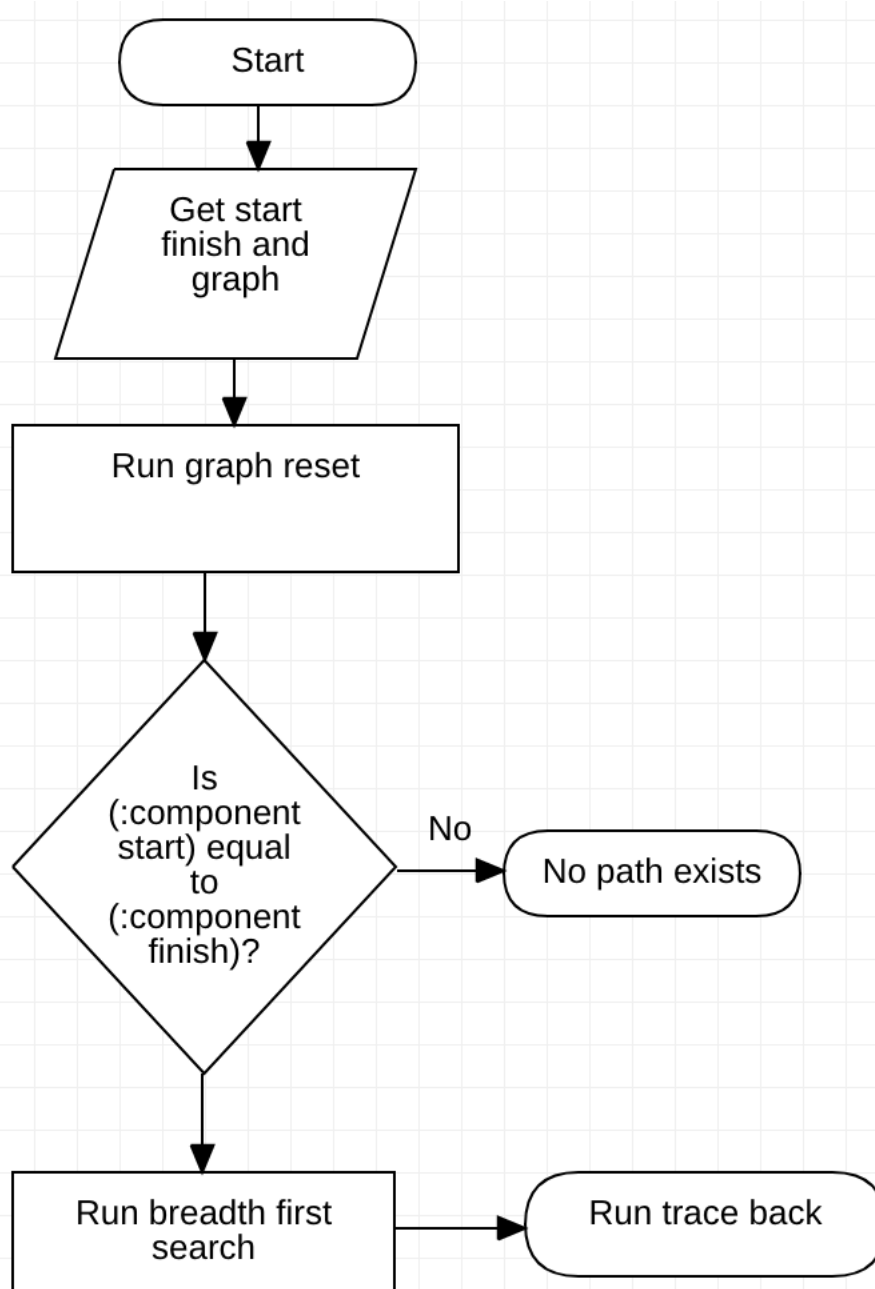 Start
Get start
finish and
graph
Run graph reset
Is
(:component
start) equal
to
(:component
finish)?
No
No path exists
Run breadth first
search
Run trace back